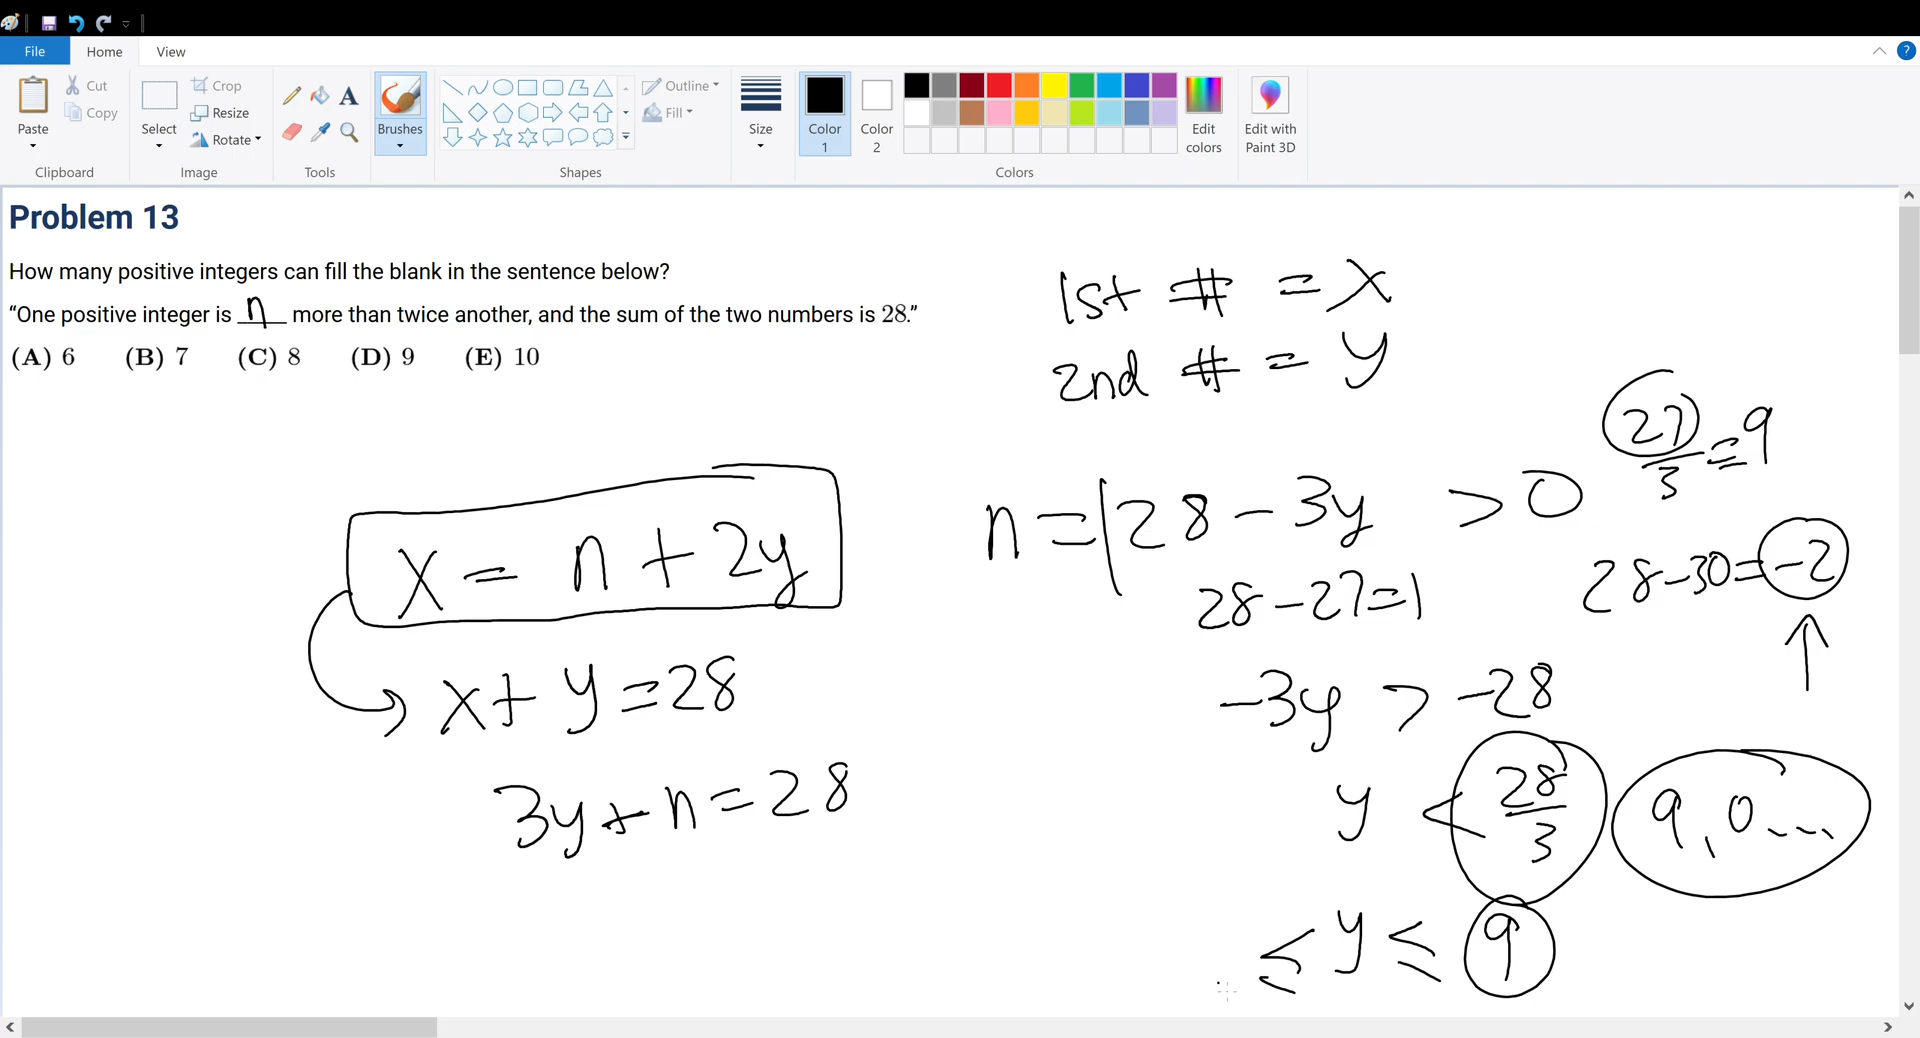 File Home View
Paste Cut Copy Clipboard
Select Crop Resize Rotate Image
Tools
Brushes
Outline Fill Shapes
Size
Color 1 Color 2 Edit colors Edit with Paint 3D Colors
Problem 13
How many positive integers can fill the blank in the sentence below?
“One positive integer is n more than twice another, and the sum of the two numbers is 28.”
(A) 6 (B) 7 (C) 8 (D) 9 (E) 10
1st # = x
2nd # = y
x = n + 2y
x + y = 28
3y + n = 28
27/3 = 9
n = 28 - 3y > 0
28 - 27 = 1
28 - 30 = -2
-3y > -28
y < 28/3
9,0...
≤ y ≤ 9